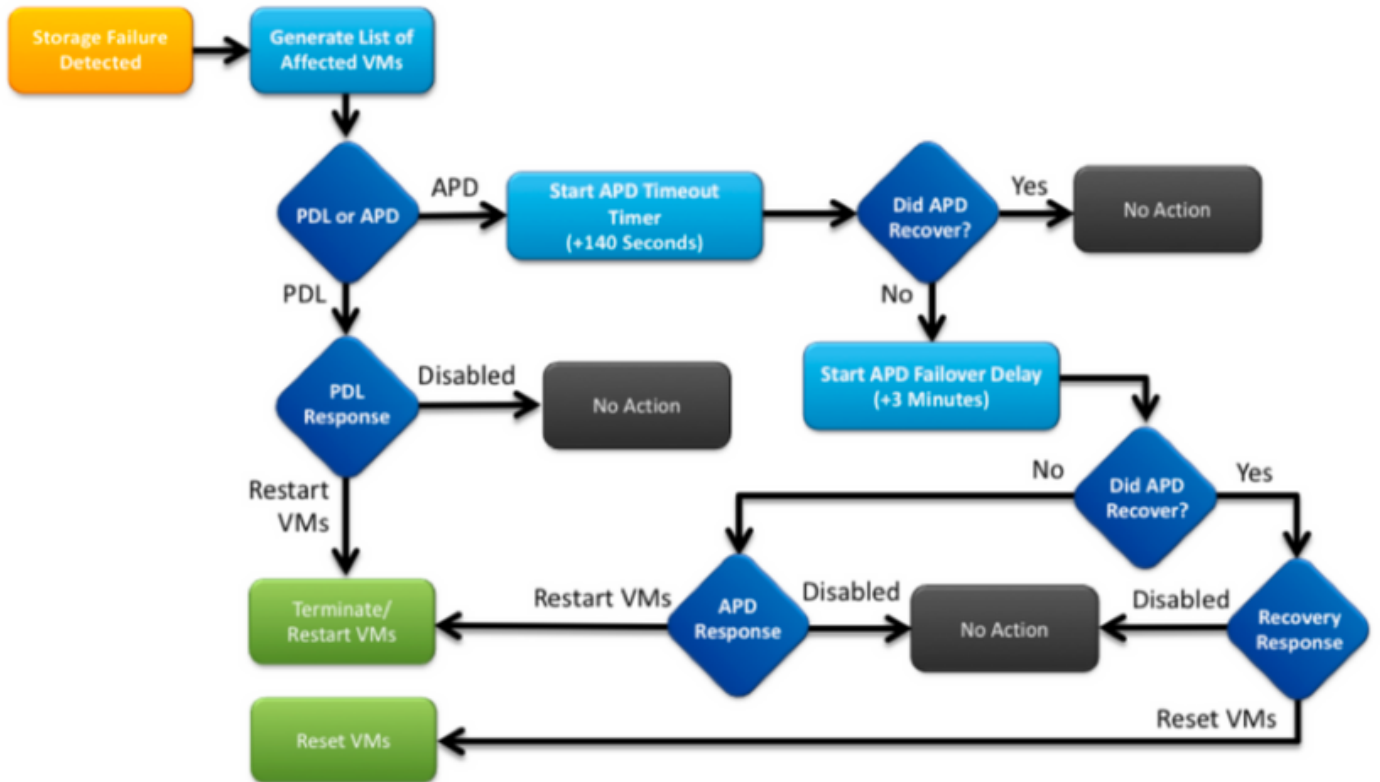 Storage Failure
Detected
Generate List of
Affected VMs
PDL or APD
APD
Start APD Timeout
Timer
(+140 Seconds)
Did APD
Recover?
Yes
No Action
PDL
No
Start APD Failover Delay
(+3 Minutes)
PDL
Response
Disabled
No Action
Restart
VMs
No
Did APD
Recover?
Yes
Terminate/
Restart VMs
Restart VMs
APD
Response
Disabled
No Action
Disabled
Recovery
Response
Reset VMs
Reset VMs